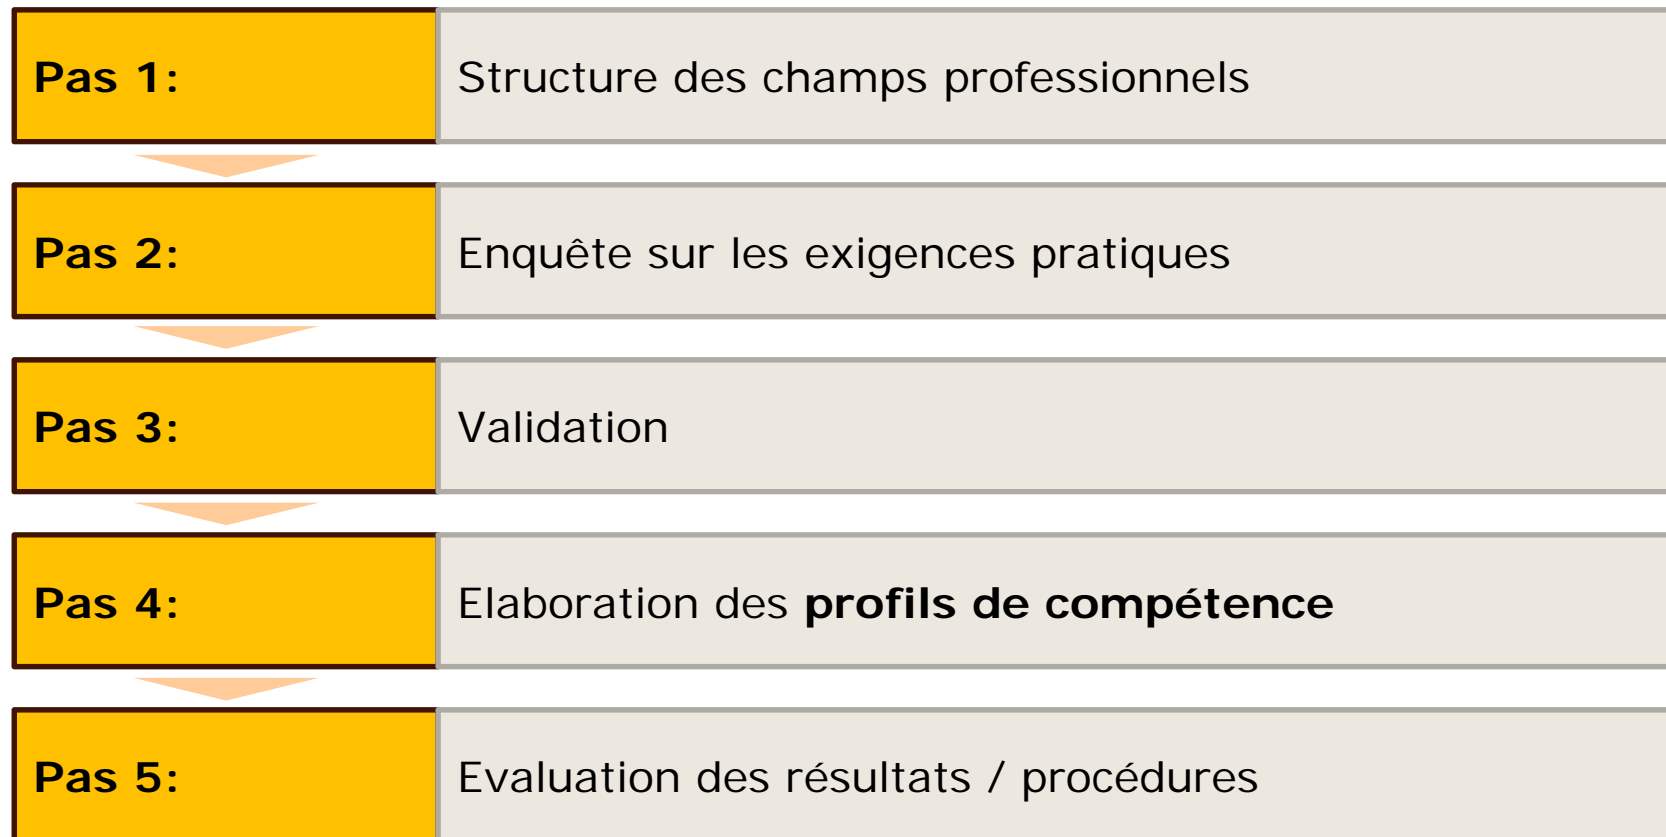 Pas 1: Structure des champs professionnels
Pas 2: Enquête sur les exigences pratiques
Pas 3: Validation
Pas 4: Elaboration des profils de compétence
Pas 5: Evaluation des résultats / procédures